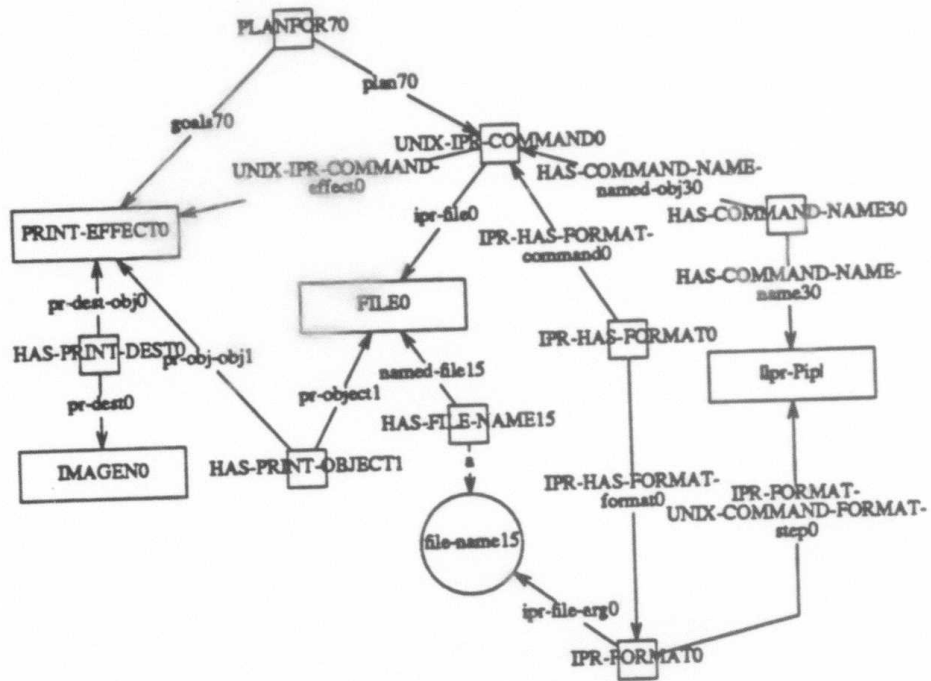 PLANFOR70
plan70
goals70
UNIX-IPR-COMMAND0
UNIX-IPR-COMMAND-
effect0
HAS-COMMAND-NAME-
named-obj30
HAS-COMMAND-NAME30
PRINT-EFFECT0
ipr-file0
IPR-HAS-FORMAT-
command0
HAS-COMMAND-NAME-
name30
pr-dest-obj0
FILE0
HAS-PRINT-DEST0
pr-obj-obj1
IPR-HAS-FORMAT0
pr-object1
named-file15
pr-dest0
HAS-FILE-NAME15
IMAGEN0
HAS-PRINT-OBJECT1
a
IPR-HAS-FORMAT-
format0
IPR-FORMAT-
UNIX-COMMAND-FORMAT-
step0
file-name15
ipr-file-arg0
IPR-FORMAT0